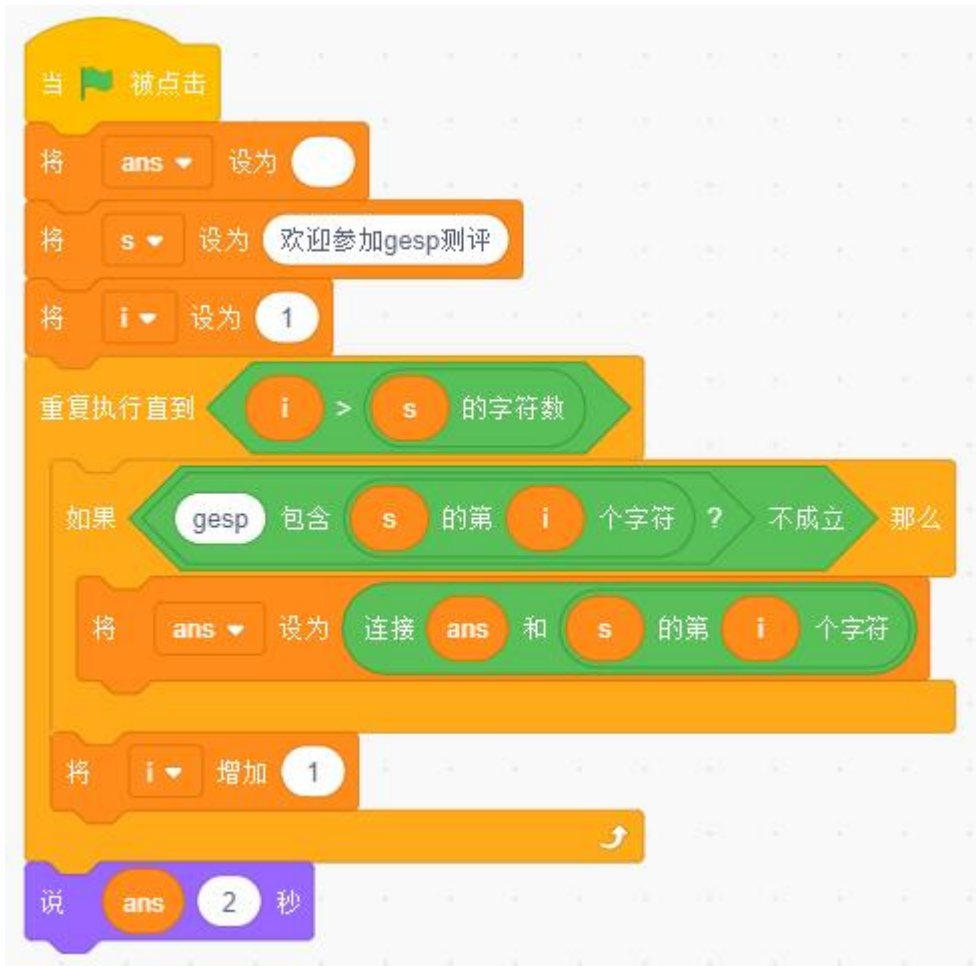 当 被点击
将 ans 设为
将 s 设为 欢迎参加gesp测评
将 i 设为 1
重复执行直到 i > s 的字符数
如果 gesp 包含 s 的第 i 个字符 ? 不成立 那么
将 ans 设为 连接 ans 和 s 的第 i 个字符
将 i 增加 1
说 ans 2 秒